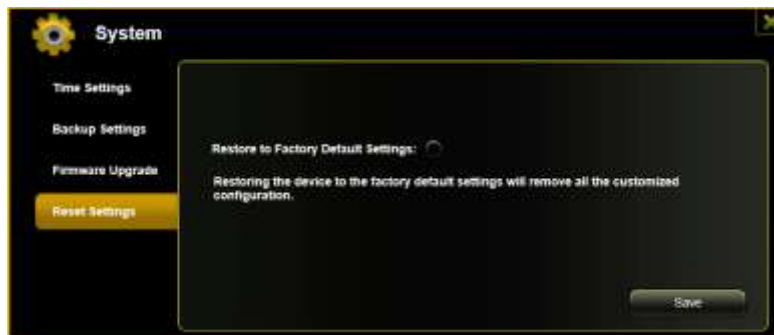 System
Time Settings
Backup Settings
Firmware Upgrade
Reset Settings
Restore to Factory Default Settings:
Restoring the device to the factory default settings will remove all the customized
configuration.
Save